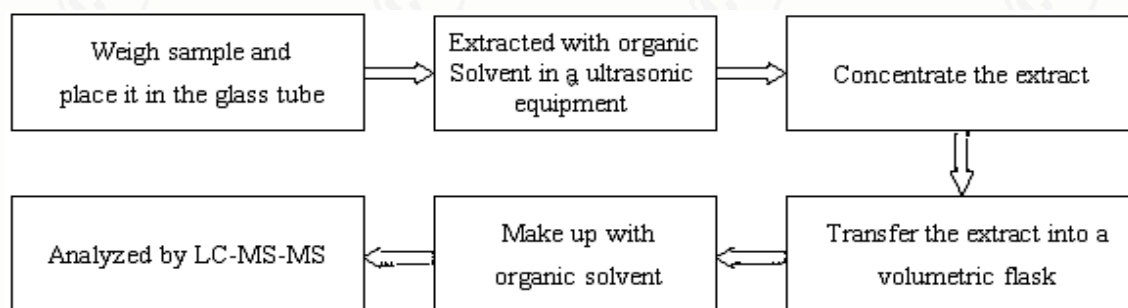 Weigh sample and
place it in the glass tube
Extracted with organic
Solvent in a ultrasonic
equipment
Concentrate the extract
Transfer the extract into a
volumetric flask
Make up with
organic solvent
Analyzed by LC-MS-MS